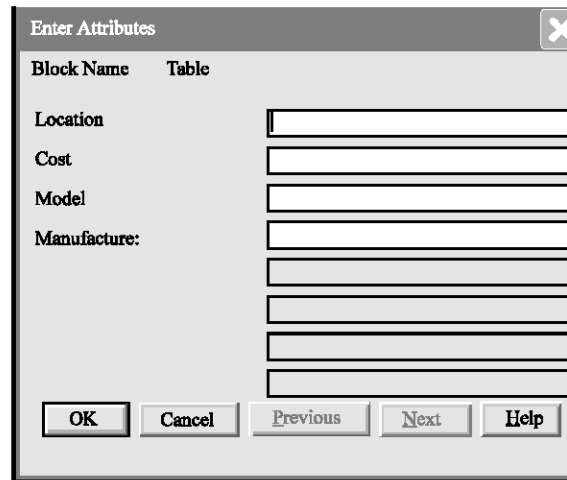 Enter Attributes
Block Name Table
Location
Cost
Model
Manufacture:
OK Cancel Previous Next Help